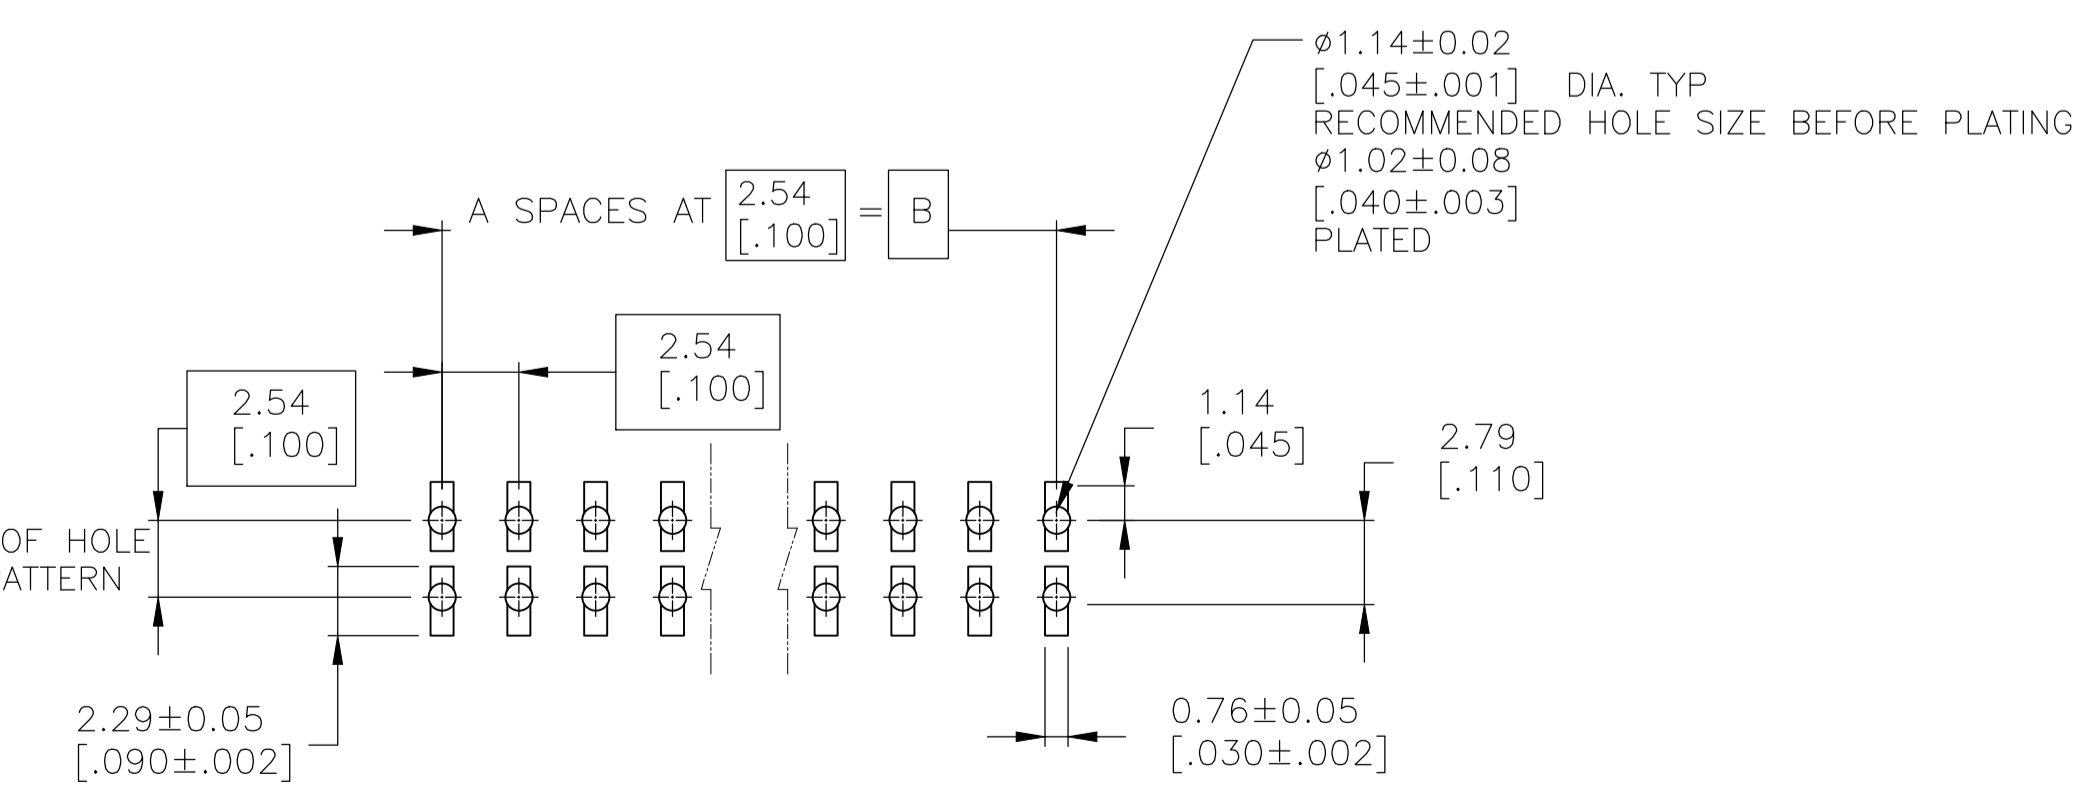 ø1.14±0.02
[.045±.001] DIA. TYP
RECOMMENDED HOLE SIZE BEFORE PLATING
ø1.02±0.08
[.040±.003]
PLATED
A SPACES AT 2.54 [.100] = B
2.54
[.100]
2.54
[.100]
1.14
[.045]
2.79
[.110]
OF HOLE
ATTERN
2.29±0.05
[.090±.002]
0.76±0.05
[.030±.002]